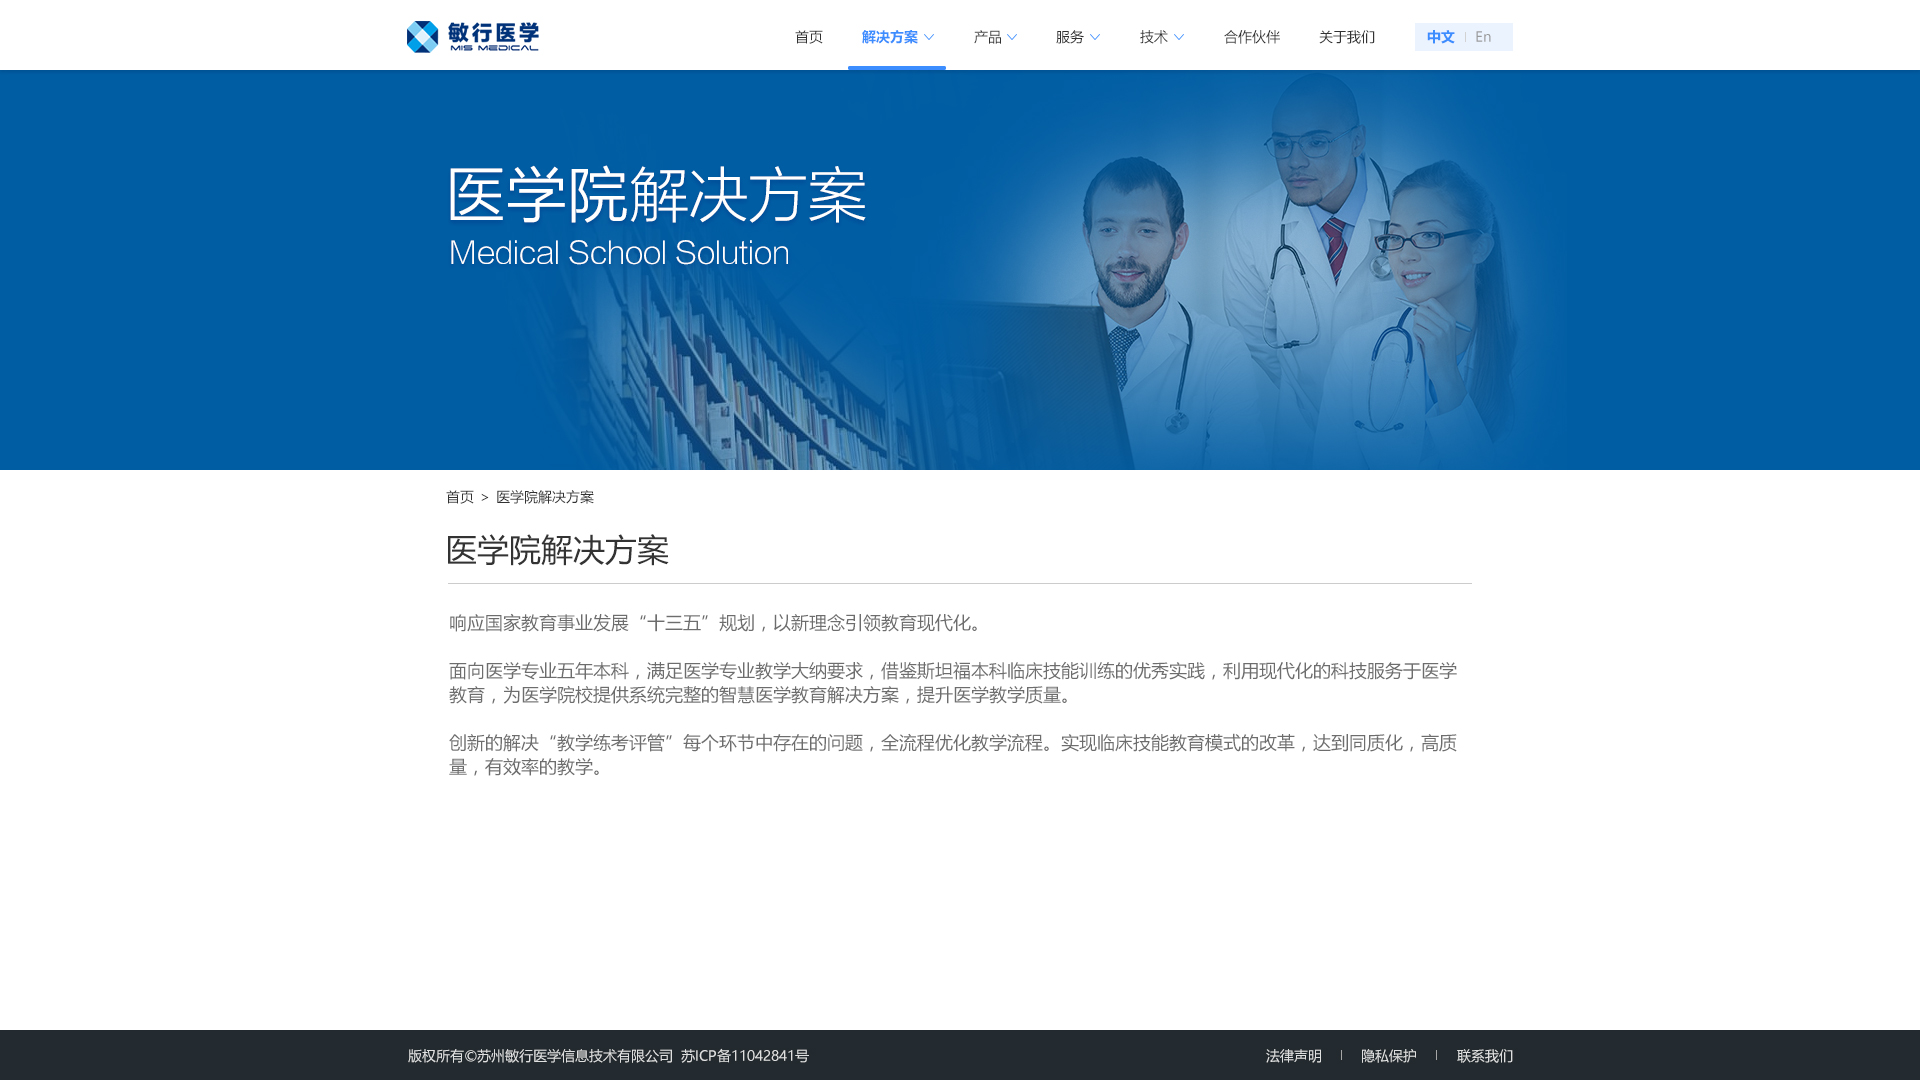 敏行医学
MIS MEDICAL
首页
解决方案
产品
服务
技术
合作伙伴
关于我们
中文
En
医学院解决方案
Medical School Solution
首页 > 医学院解决方案
医学院解决方案
响应国家教育事业发展“十三五”规划，以新理念引领教育现代化。
面向医学专业五年本科，满足医学专业教学大纳要求，借鉴斯坦福本科临床技能训练的优秀实践，利用现代化的科技服务于医学
教育，为医学院校提供系统完整的智慧医学教育解决方案，提升医学教学质量。
创新的解决“教学练考评管”每个环节中存在的问题，全流程优化教学流程。实现临床技能教育模式的改革，达到同质化，高质
量，有效率的教学。
版权所有©苏州敏行医学信息技术有限公司 苏ICP备11042841号
法律声明
隐私保护
联系我们